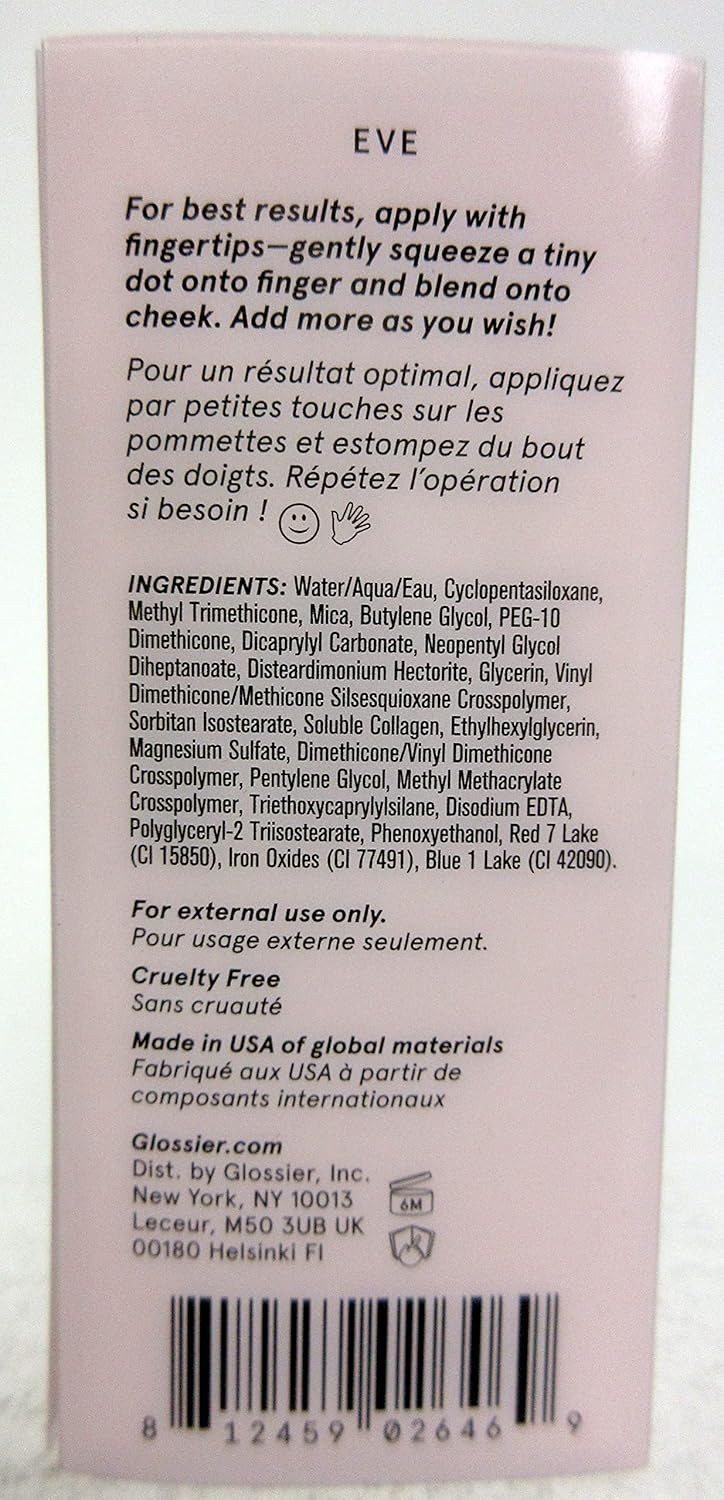 EVE
For best results, apply with
fingertips—gently squeeze a tiny
dot onto finger and blend onto
cheek. Add more as you wish!
Pour un résultat optimal, appliquez
par petites touches sur les
pommettes et estompez du bout
des doigts. Répétez l'opération
si besoin !
INGREDIENTS: Water/Aqua/Eau, Cyclopentasiloxane,
Methyl Trimethicone, Mica, Butylene Glycol, PEG-10
Dimethicone, Dicaprylyl Carbonate, Neopentyl Glycol
Diheptanoate, Disteardimonium Hectorite, Glycerin, Vinyl
Dimethicone/Methicone Silsesquioxane Crosspolymer,
Sorbitan Isostearate, Soluble Collagen, Ethylhexylglycerin,
Magnesium Sulfate, Dimethicone/Vinyl Dimethicone
Crosspolymer, Pentylene Glycol, Methyl Methacrylate
Crosspolymer, Triethoxycaprylylsilane, Disodium EDTA,
Polyglyceryl-2 Triisostearate, Phenoxyethanol, Red 7 Lake
(CI 15850), Iron Oxides (CI 77491), Blue 1 Lake (CI 42090).
For external use only.
Pour usage externe seulement.
Cruelty Free
Sans cruauté
Made in USA of global materials
Fabriqué aux USA à partir de
composants internationaux
Glossier.com
Dist. by Glossier, Inc.
New York, NY 10013
Leceur, M50 3UB UK
00180 Helsinki FI
6M
8 12459 02646 9